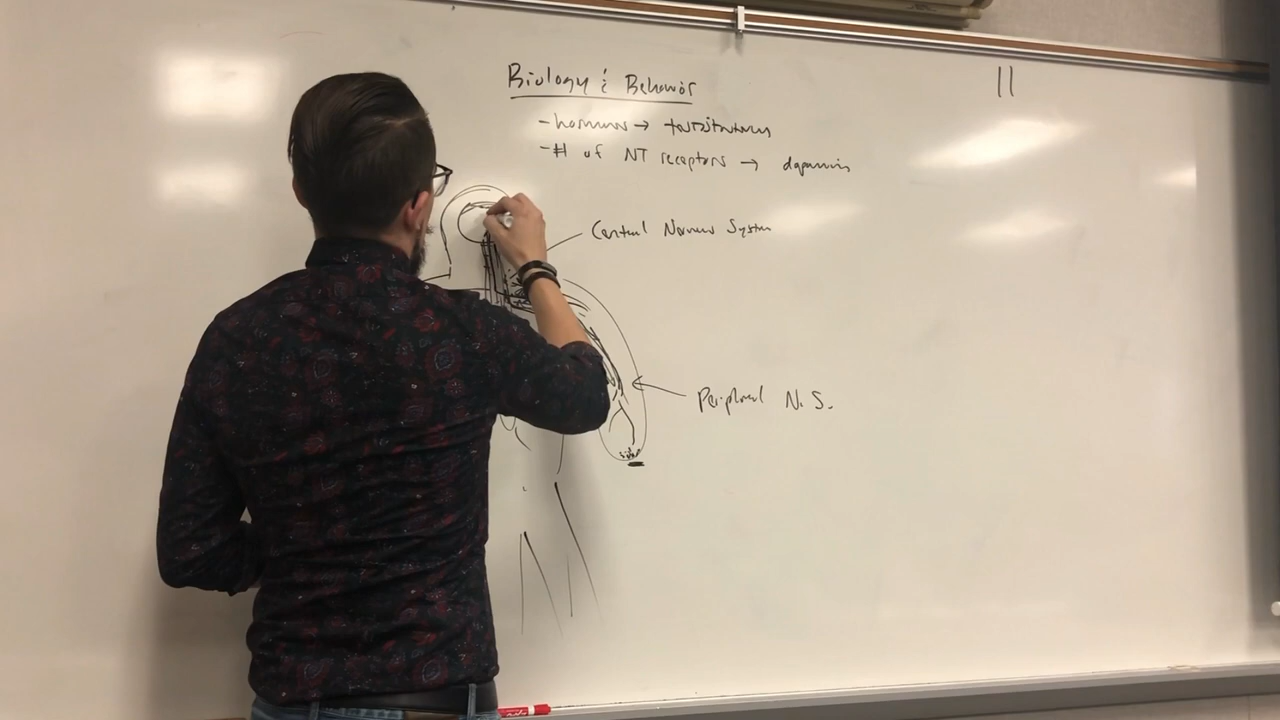 Biology & Behavior
11
- hormones → testosterone
- # of NT receptors → dopamine
Central Nervous System
Peripheral N.S.